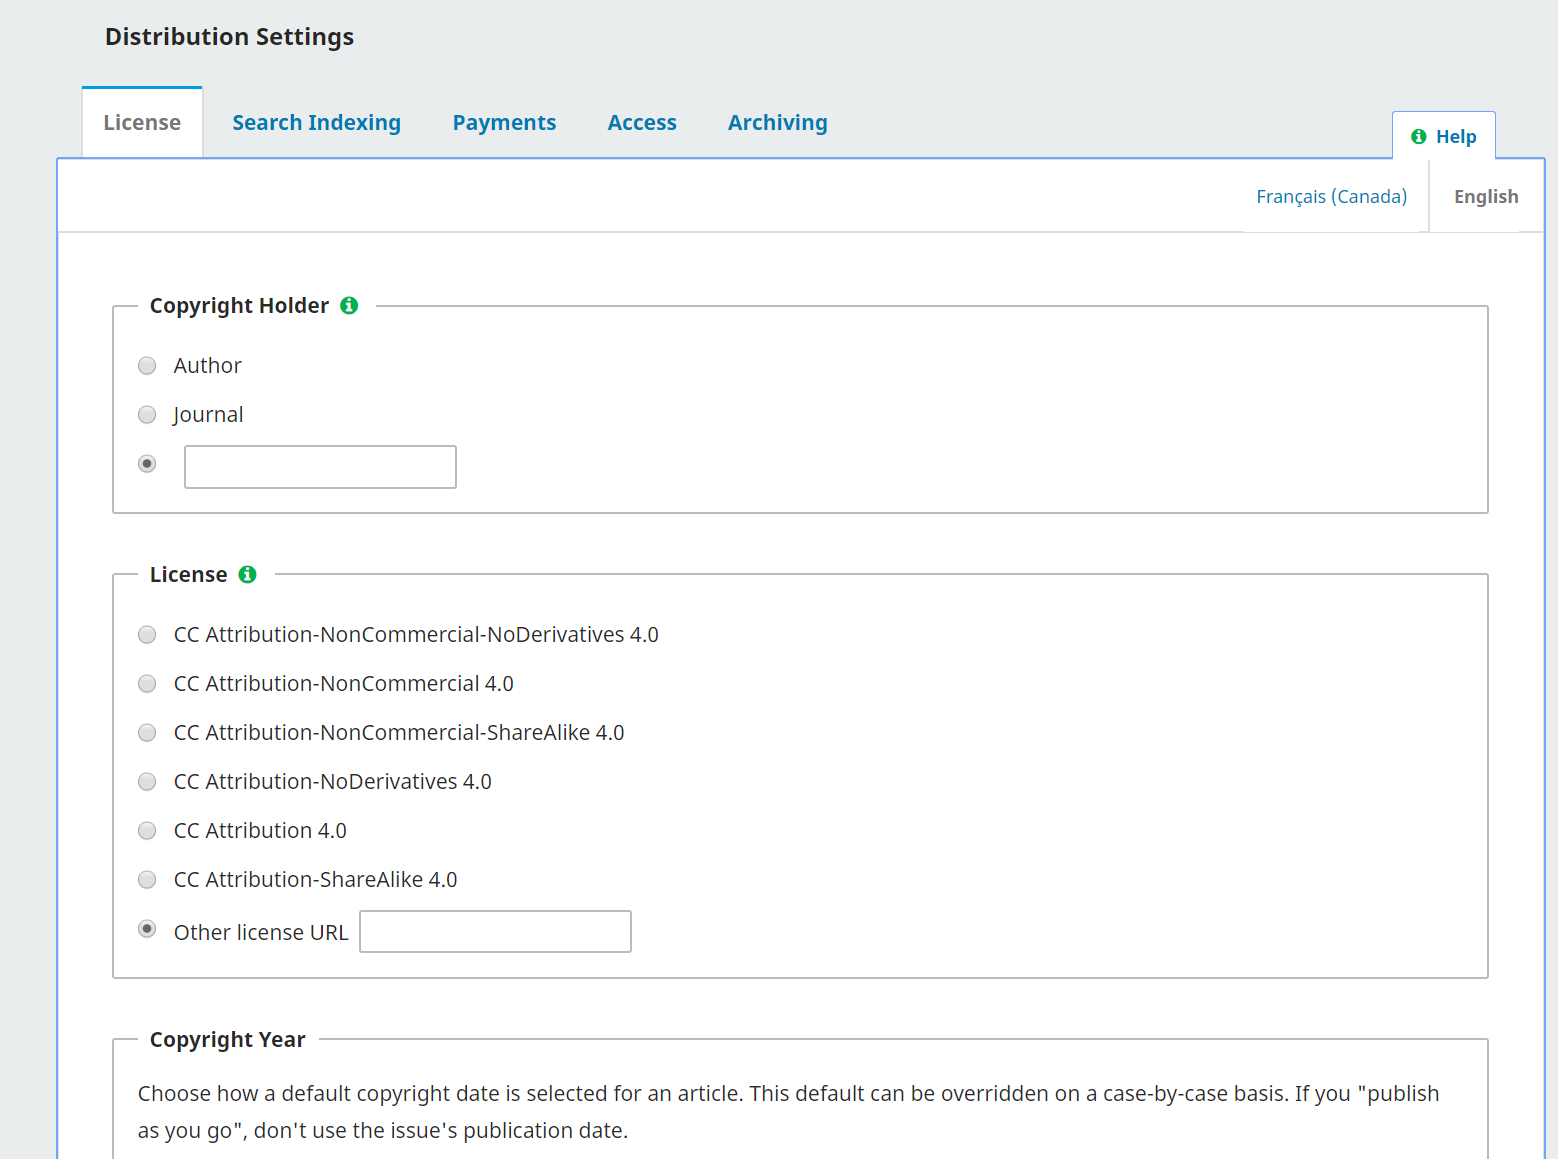 Distribution Settings
License
Search Indexing
Payments
Access
Archiving
Help
Français (Canada)
English
Copyright Holder
Author
Journal
License
CC Attribution-NonCommercial-NoDerivatives 4.0
CC Attribution-NonCommercial 4.0
CC Attribution-NonCommercial-ShareAlike 4.0
CC Attribution-NoDerivatives 4.0
CC Attribution 4.0
CC Attribution-ShareAlike 4.0
Other license URL
Copyright Year
Choose how a default copyright date is selected for an article. This default can be overridden on a case-by-case basis. If you "publish
as you go", don't use the issue's publication date.